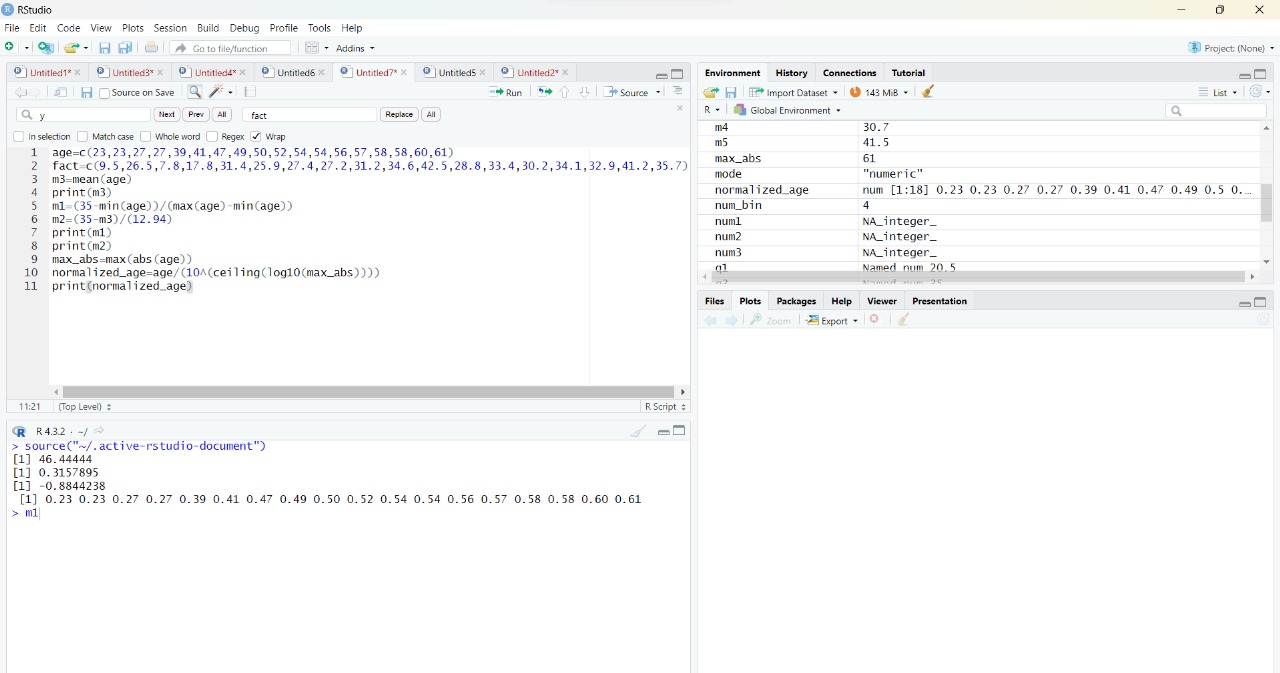 RStudio
File Edit Code View Plots Session Build Debug Profile Tools Help
Go to file/function Addins Project: (None)
Untitled1* Untitled3* Untitled4* Untitled6 Untitled7* Untitled5 Untitled2*
Source on Save Run Source
y Next Prev All fact Replace All
In selection Match case Whole word Regex Wrap
1 age=c(23,23,27,27,39,41,47,49,50,52,54,54,56,57,58,58,60,61)
2 fact=c(9.5,26.5,7.8,17.8,31.4,25.9,27.4,27.2,31.2,34.6,42.5,28.8,33.4,30.2,34.1,32.9,41.2,35.7)
3 m3=mean(age)
4 print(m3)
5 m1=(35-min(age))/(max(age)-min(age))
6 m2=(35-m3)/(12.94)
7 print(m1)
8 print(m2)
9 max_abs=max(abs(age))
10 normalized_age=age/(10^(ceiling(log10(max_abs))))
11 print(normalized_age)
11:21 (Top Level) R Script
R 4.3.2 · ~/
> source("~/.active-rstudio-document")
[1] 46.44444
[1] 0.3157895
[1] -0.8844238
[1] 0.23 0.23 0.27 0.27 0.39 0.41 0.47 0.49 0.50 0.52 0.54 0.54 0.56 0.57 0.58 0.58 0.60 0.61
> m1
Environment History Connections Tutorial
Import Dataset 143 MiB List
R Global Environment
m4 30.7
m5 41.5
max_abs 61
mode "numeric"
normalized_age num [1:18] 0.23 0.23 0.27 0.27 0.39 0.41 0.47 0.49 0.5 0...
num_bin 4
num1 NA_integer_
num2 NA_integer_
num3 NA_integer_
q1 Named num 20.5
Files Plots Packages Help Viewer Presentation
Zoom Export